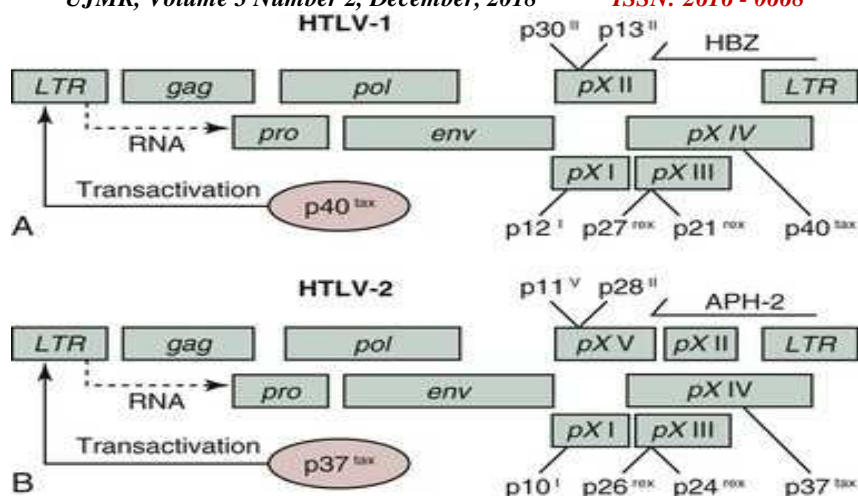 UJMR, Volume 3 Number 2, December, 2018 ISSN: 2616 - 0668
HTLV-1
p30 II p13 II
HBZ
LTR gag pol pX II LTR
RNA pro env pX IV
Transactivation p40 tax pX I pX III
A p12 I p27 rex p21 rex p40 tax
HTLV-2
p11 V p28 II
APH-2
LTR gag pol pX V pX II LTR
RNA pro env pX IV
Transactivation p37 tax pX I pX III
B p10 I p26 rex p24 rex p37 tax